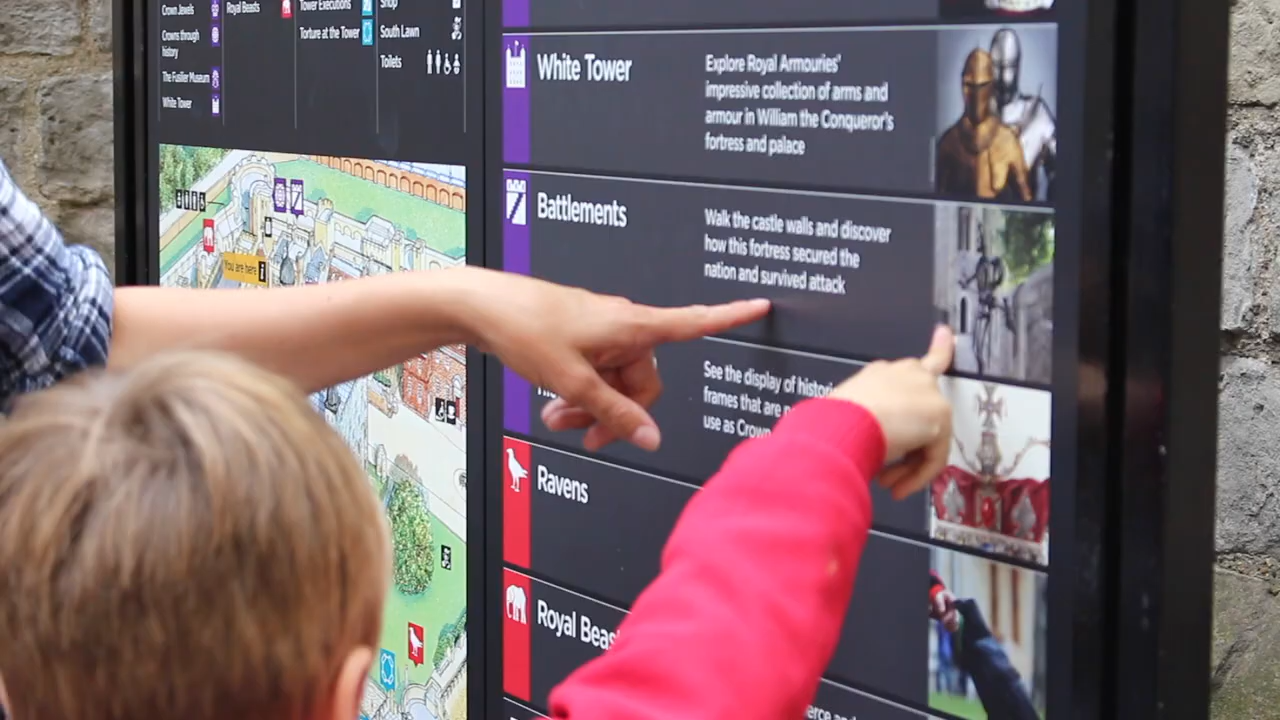 Crown Jewels
Crowns through
history
The Fusilier Museum
White Tower
Royal Beasts
Tower Executions
Torture at the Tower
Shop
South Lawn
Toilets
You are here
White Tower
Explore Royal Armouries'
impressive collection of arms and
armour in William the Conqueror's
fortress and palace
Battlements
Walk the castle walls and discover
how this fortress secured the
nation and survived attack
See the display of histori
frames that are
use as Crown
Ravens
Royal Beas